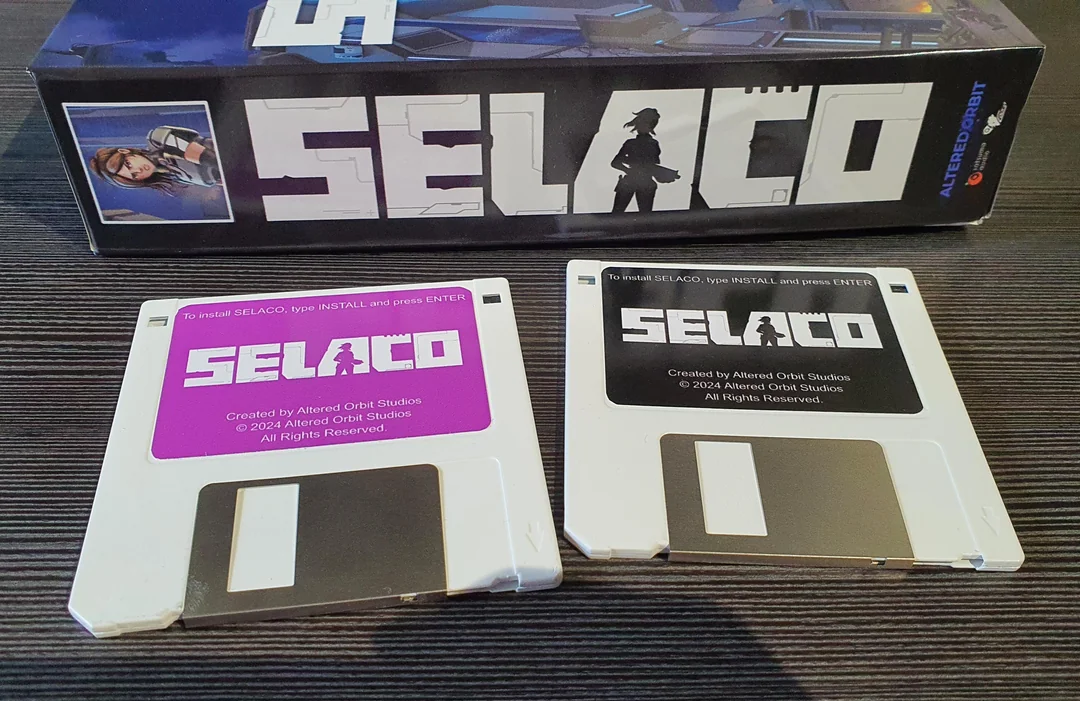 SELACO
ALTERED ORBIT
To install SELACO, type INSTALL and press ENTER
SELACO
Created by Altered Orbit Studios
© 2024 Altered Orbit Studios
All Rights Reserved.
To install SELACO, type INSTALL and press ENTER
SELACO
Created by Altered Orbit Studios
© 2024 Altered Orbit Studios
All Rights Reserved.